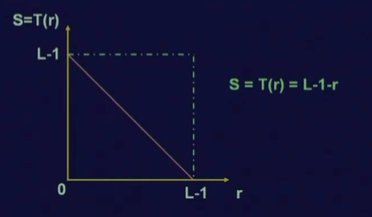 S=T(r)
L-1
S = T(r) = L-1-r
0
L-1
r